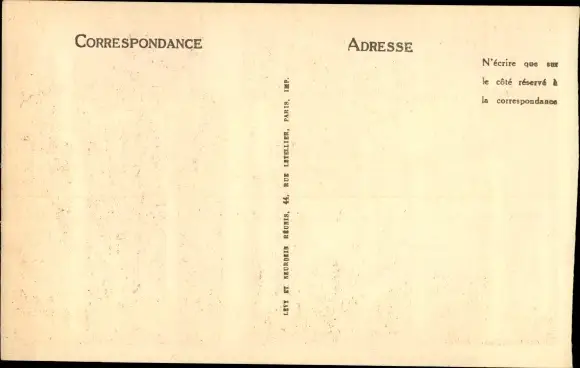 CORRESPONDANCE
ADRESSE
N'écrire que sur
le côté réservé à
la correspondance
LEVY ET NEURDEIN RÉUNIS, 44, RUE LETELLIER, PARIS, IMP.